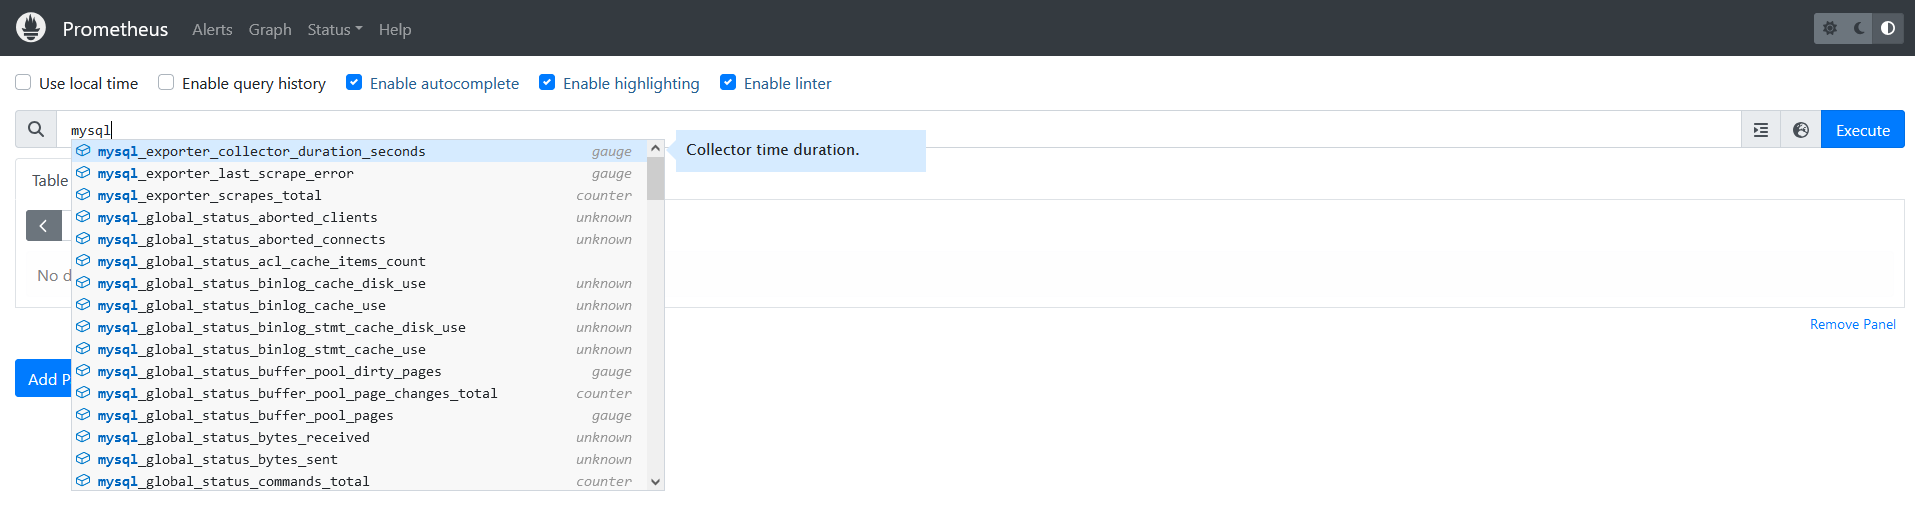 Prometheus Alerts Graph Status Help
Use local time Enable query history Enable autocomplete Enable highlighting Enable linter
mysql Execute
mysql_exporter_collector_duration_seconds gauge Collector time duration.
mysql_exporter_last_scrape_error gauge
Table
mysql_exporter_scrapes_total counter
mysql_global_status_aborted_clients unknown
mysql_global_status_aborted_connects unknown
mysql_global_status_acl_cache_items_count
No d
mysql_global_status_binlog_cache_disk_use unknown
mysql_global_status_binlog_cache_use unknown
mysql_global_status_binlog_stmt_cache_disk_use unknown
Remove Panel
mysql_global_status_binlog_stmt_cache_use unknown
mysql_global_status_buffer_pool_dirty_pages gauge
Add P
mysql_global_status_buffer_pool_page_changes_total counter
mysql_global_status_buffer_pool_pages gauge
mysql_global_status_bytes_received unknown
mysql_global_status_bytes_sent unknown
mysql_global_status_commands_total counter